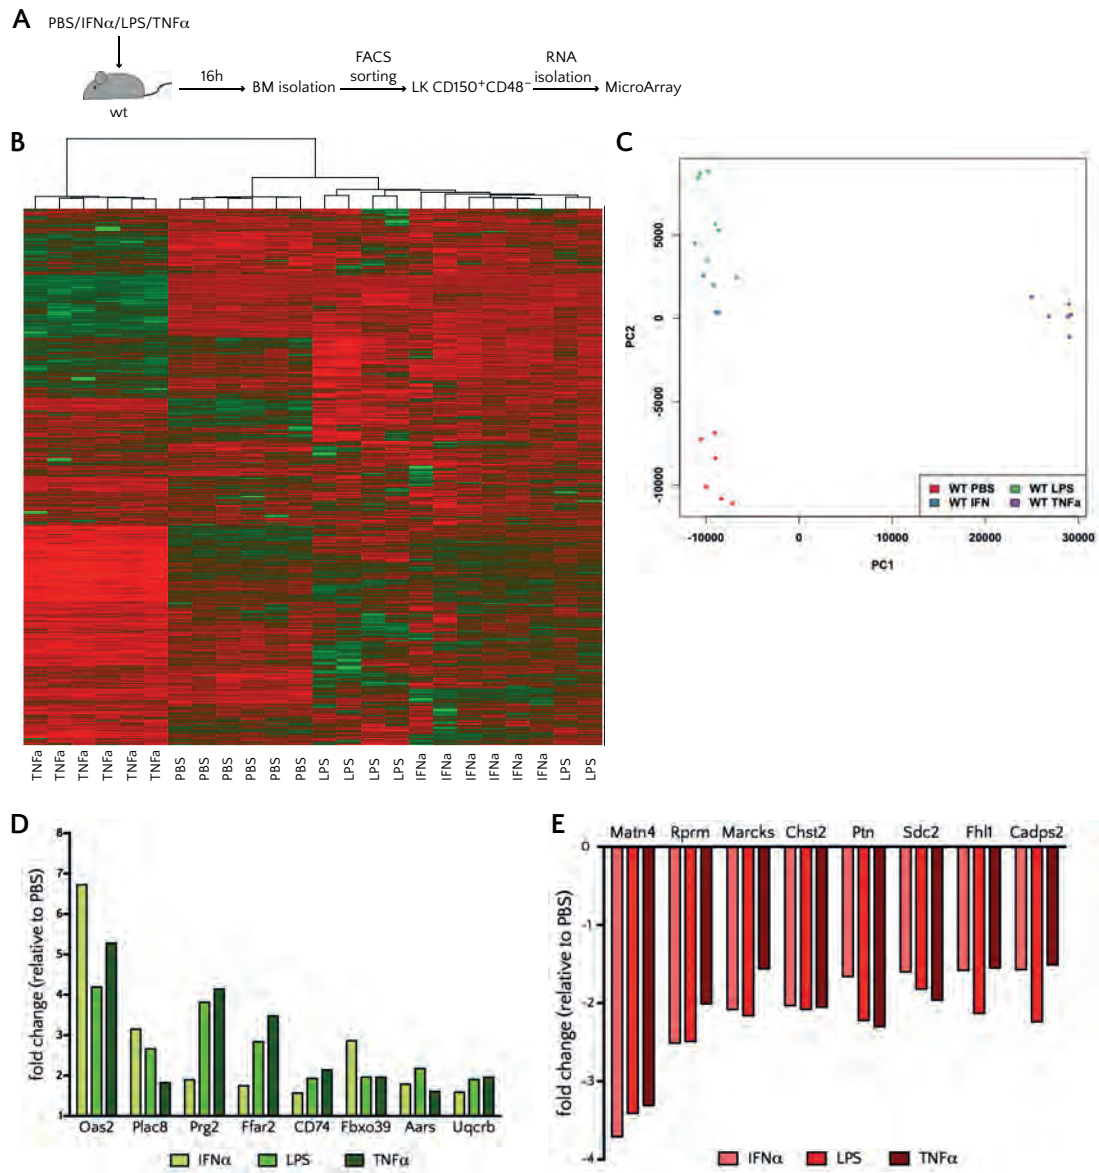 A
PBS/IFNα/LPS/TNFα
wt
16h
BM isolation
FACS
sorting
LK CD150⁺CD48⁻
RNA
isolation
MicroArray
B
TNFa TNFa TNFa TNFa TNFa TNFa PBS PBS PBS PBS PBS PBS LPS LPS LPS LPS IFNa IFNa IFNa IFNa IFNa IFNa LPS LPS
C
PC2
5000
0
-5000
-10000
WT PBS WT LPS
WT IFN WT TNFa
-10000 0 10000 20000 30000
PC1
D
fold change (relative to PBS)
8
7
6
5
4
3
2
1
Oas2 Plac8 Prg2 Ffar2 CD74 Fbxo39 Aars Uqcrb
IFNα LPS TNFα
E
Matn4 Rprm Marcks Chst2 Ptn Sdc2 Fhl1 Cadps2
fold change (relative to PBS)
0
-1
-2
-3
-4
IFNα LPS TNFα